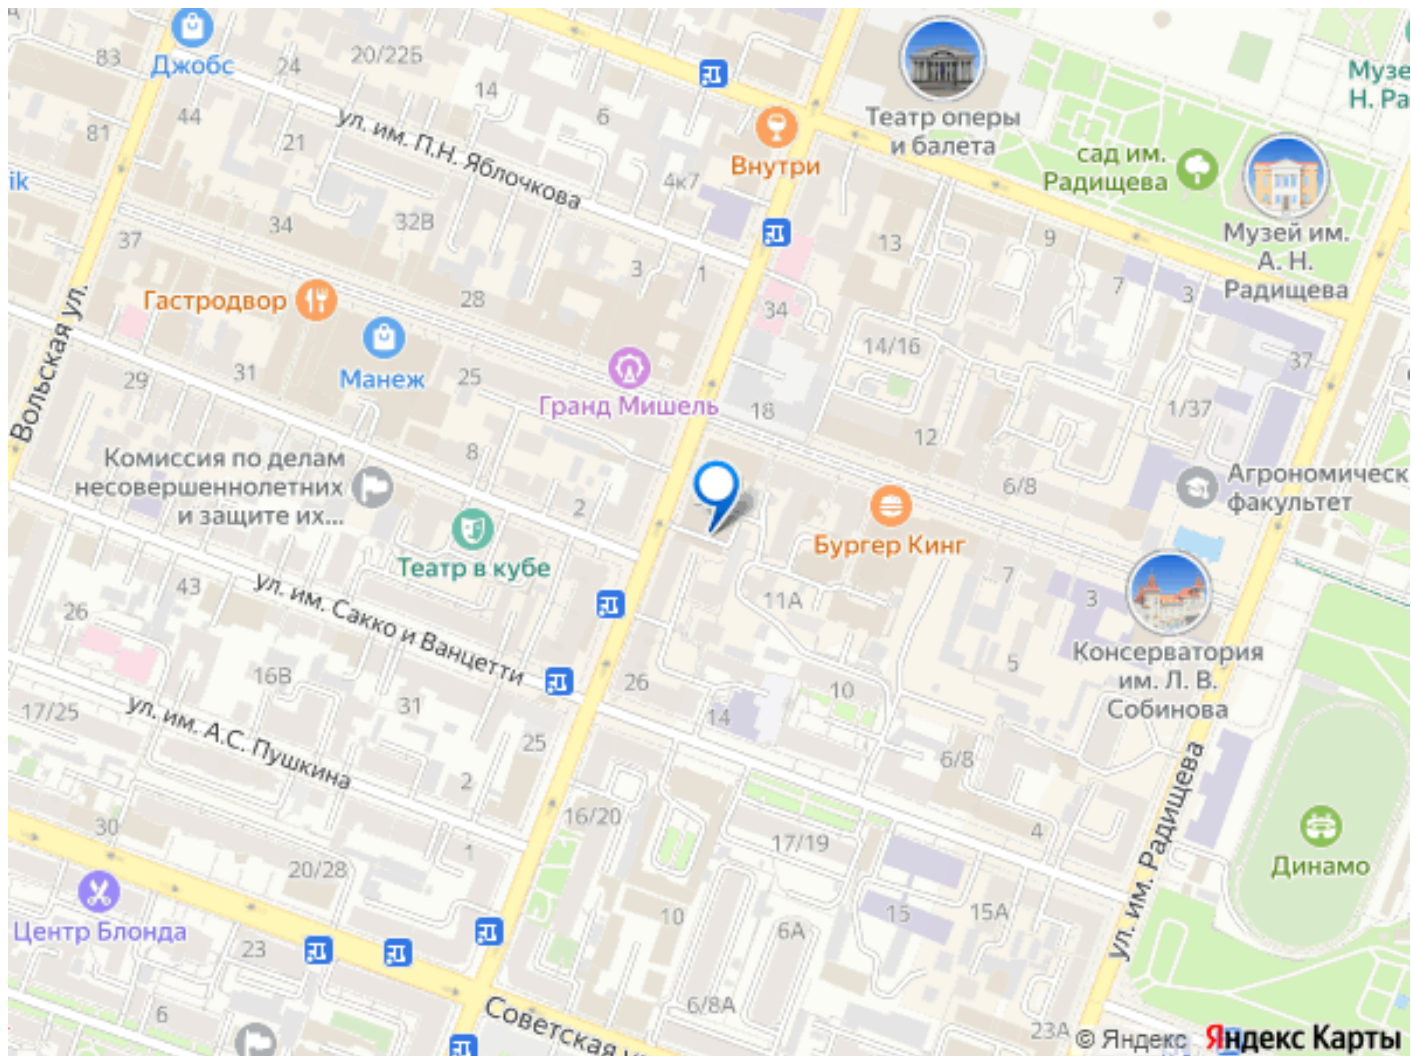 Джобс
20/22Б
83
24
14
44
6
81
21
ул. им. П.Н. Яблочкова
Внутри
Театр оперы
и балета
сад им.
Радищева
Музе
Н. Ра
Музей им.
А. Н.
Радищева
ik
4к7
32В
34
37
13
9
3
1
7
3
Гастродвор
28
34
14/16
37
Вольская ул.
Манеж
29
31
25
Гранд Мишель
18
1/37
12
Комиссия по делам
несовершеннолетних
и защите их...
8
2
6/8
Агрономическ
факультет
Бургер Кинг
Театр в кубе
43
26
ул. им. Сакко и Ванцетти
11А
7
3
5
Консерватория
им. Л. В.
Собинова
16В
26
10
17/25
31
14
ул. им. А.С. Пушкина
25
2
6/8
ул. им. Радищева
30
16/20
17/19
4
1
20/28
Динамо
Центр Блонда
10
15
15А
6А
23
6
6/8А
Советская у
23А
© Яндекс Яндекс Карты